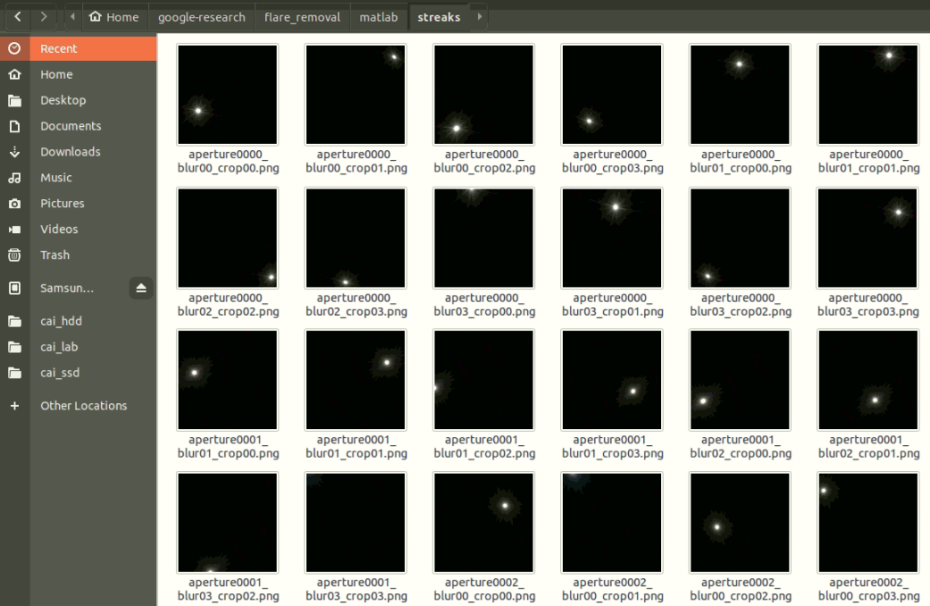 Home google-research flare_removal matlab streaks
Recent
Home
Desktop
Documents
Downloads
Music
Pictures
Videos
Trash
Samsun...
cai_hdd
cai_lab
cai_ssd
Other Locations
aperture0000_ aperture0000_ aperture0000_ aperture0000_ aperture0000_ aperture0000_
blur00_crop00.png blur00_crop01.png blur00_crop02.png blur00_crop03.png blur01_crop00.png blur01_crop01.png
aperture0000_ aperture0000_ aperture0000_ aperture0000_ aperture0000_ aperture0000_
blur02_crop02.png blur02_crop03.png blur03_crop00.png blur03_crop01.png blur03_crop02.png blur03_crop03.png
aperture0001_ aperture0001_ aperture0001_ aperture0001_ aperture0001_ aperture0001_
blur01_crop00.png blur01_crop01.png blur01_crop02.png blur01_crop03.png blur02_crop00.png blur02_crop01.png
aperture0001_ aperture0001_ aperture0002_ aperture0002_ aperture0002_ aperture0002_
blur03_crop02.png blur03_crop03.png blur00_crop00.png blur00_crop01.png blur00_crop02.png blur00_crop03.png